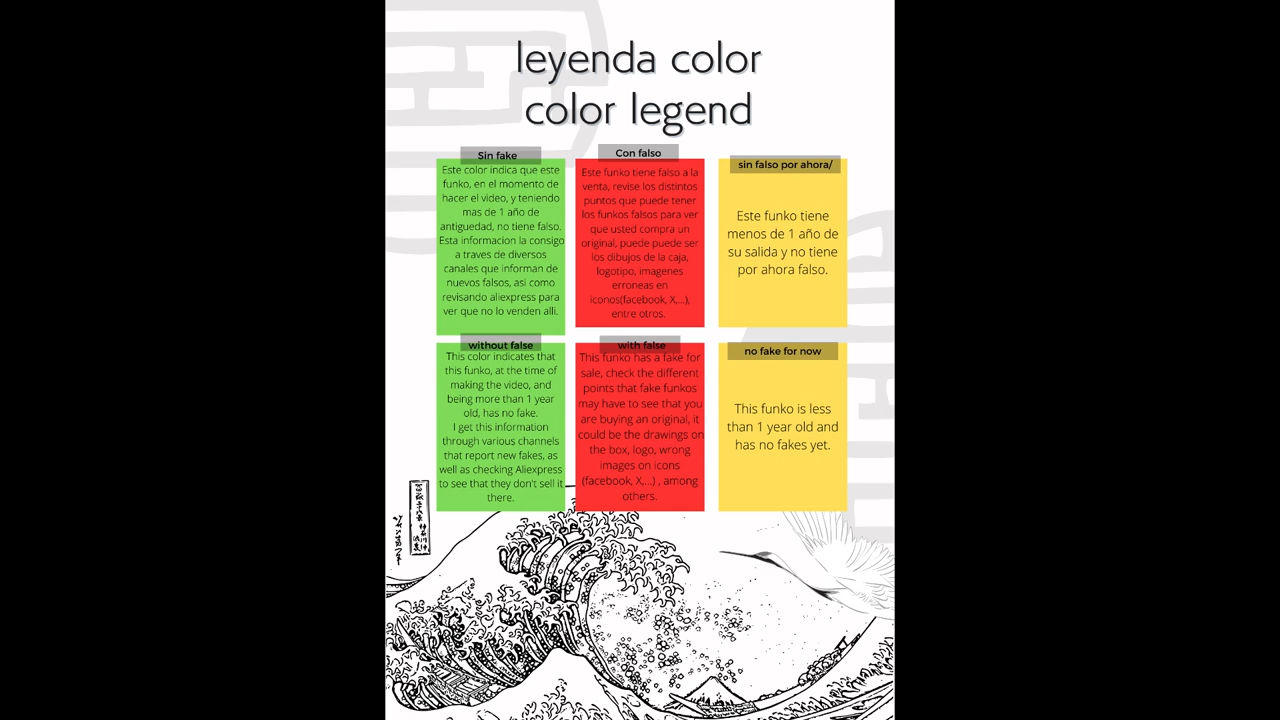 leyenda color
color legend
Sin fake
Este color indica que este
funko, en el momento de
hacer el video, y teniendo
mas de 1 año de
antiguedad, no tiene falso.
Esta informacion la consigo
a traves de diversos
canales que informan de
nuevos falsos, asi como
revisando aliexpress para
ver que no lo venden alli.
Con falso
Este funko tiene falso a la
venta, revise los distintos
puntos que puede tener
los funkos falsos para ver
que usted compra un
original, puede puede ser
los dibujos de la caja,
logotipo, imagenes
erroneas en
iconos(facebook, X,...),
entre otros.
sin falso por ahora/
Este funko tiene
menos de 1 año de
su salida y no tiene
por ahora falso.
without false
This color indicates that
this funko, at the time of
making the video, and
being more than 1 year
old, has no fake.
I get this information
through various channels
that report new fakes, as
well as checking Aliexpress
to see that they don't sell it
there.
with false
This funko has a fake for
sale, check the different
points that fake funkos
may have to see that you
are buying an original, it
could be the drawings on
the box, logo, wrong
images on icons
(facebook, X,...) , among
others.
no fake for now
This funko is less
than 1 year old and
has no fakes yet.